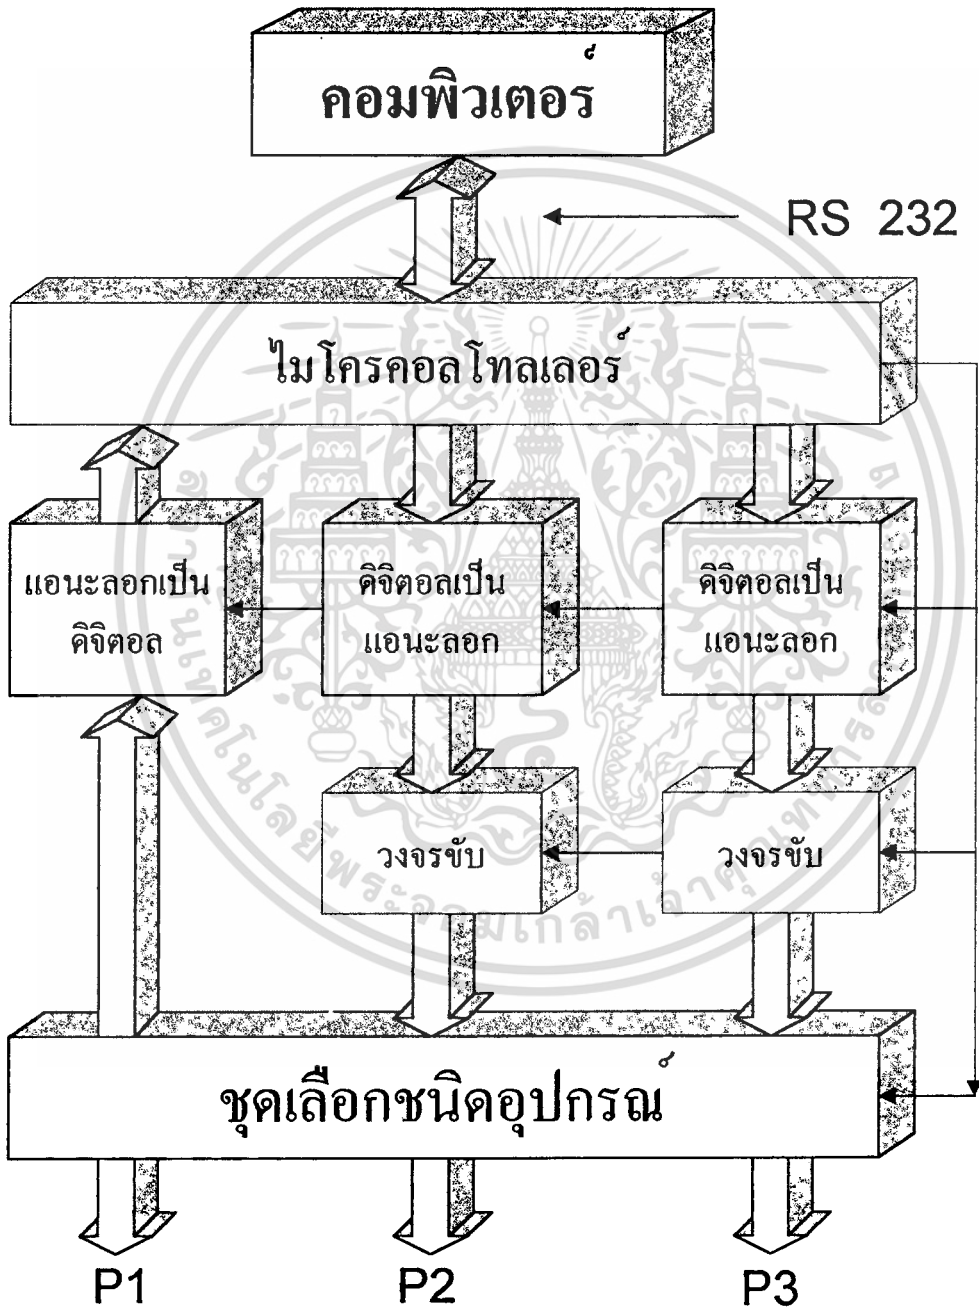 คอมพิวเตอร์
RS 232
ไมโครคอลโทลเลอร์
แอนะลอกเป็น
ดิจิตอล
ดิจิตอลเป็น
แอนะลอก
ดิจิตอลเป็น
แอนะลอก
วงจรขับ
วงจรขับ
ชุดเลือกชนิดอุปกรณ์
P1
P2
P3